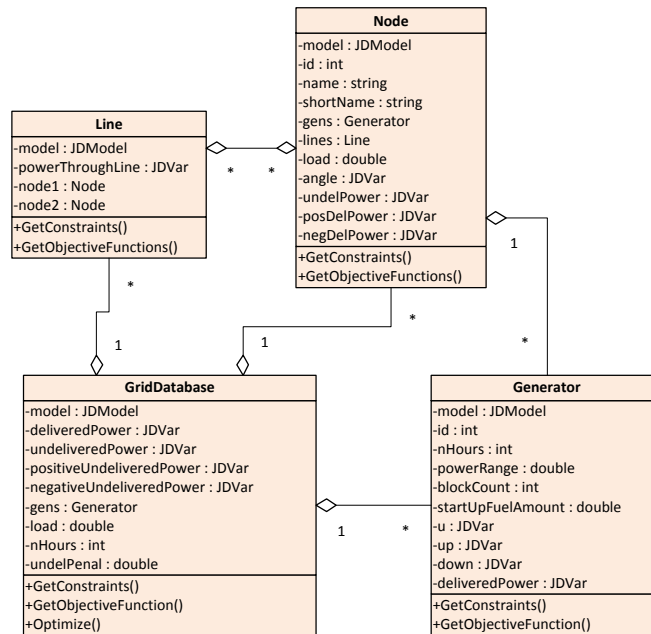 Node
-model : JDModel
-id : int
-name : string
-shortName : string
-gens : Generator
-lines : Line
-load : double
-angle : JDVar
-undelPower : JDVar
-posDelPower : JDVar
-negDelPower : JDVar
+GetConstraints()
+GetObjectiveFunctions()
Line
-model : JDModel
-powerThroughLine : JDVar
-node1 : Node
-node2 : Node
+GetConstraints()
+GetObjectiveFunctions()
*
*
1
*
*
1
*
1
GridDatabase
-model : JDModel
-deliveredPower : JDVar
-undeliveredPower : JDVar
-positiveUndeliveredPower : JDVar
-negativeUndeliveredPower : JDVar
-gens : Generator
-load : double
-nHours : int
-undelPenal : double
+GetConstraints()
+GetObjectiveFunction()
+Optimize()
1
*
Generator
-model : JDModel
-id : int
-nHours : int
-powerRange : double
-blockCount : int
-startUpFuelAmount : double
-u : JDVar
-up : JDVar
-down : JDVar
-deliveredPower : JDVar
+GetConstraints()
+GetObjectiveFunction()